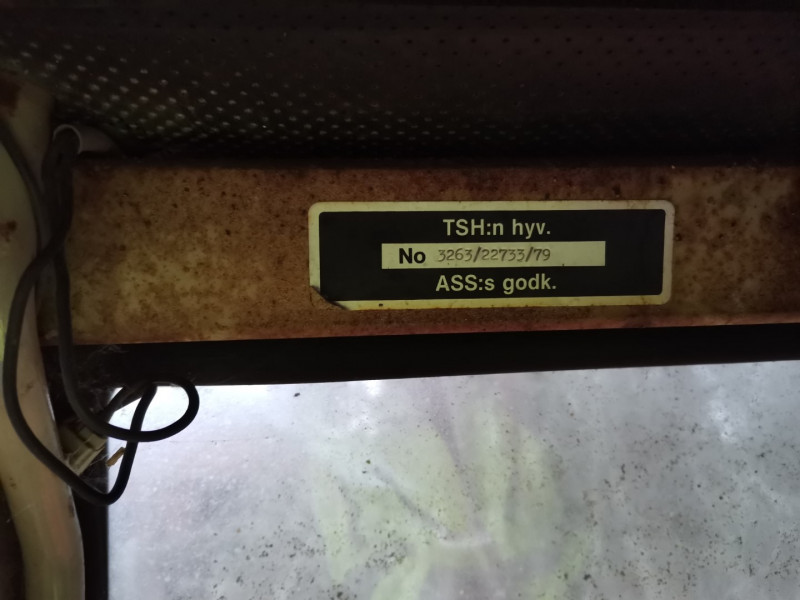 TSH:n hyv.
No 3263/22733/79
ASS:s godk.